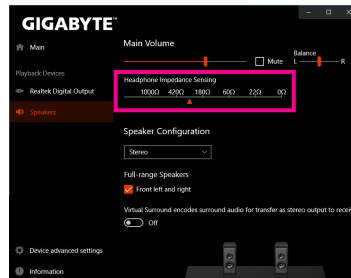 GIGABYTE™
Main
Playback Devices
Realtek Digital Output
Speakers
Main Volume
Mute
Balance
L R
Headphone Impedance Sensing
1000Ω 420Ω 180Ω 60Ω 22Ω 0Ω
Speaker Configuration
Stereo
Full-range Speakers
Front left and right
Virtual Surround encodes surround audio for transfer as stereo output to recei
Off
Device advanced settings
Information